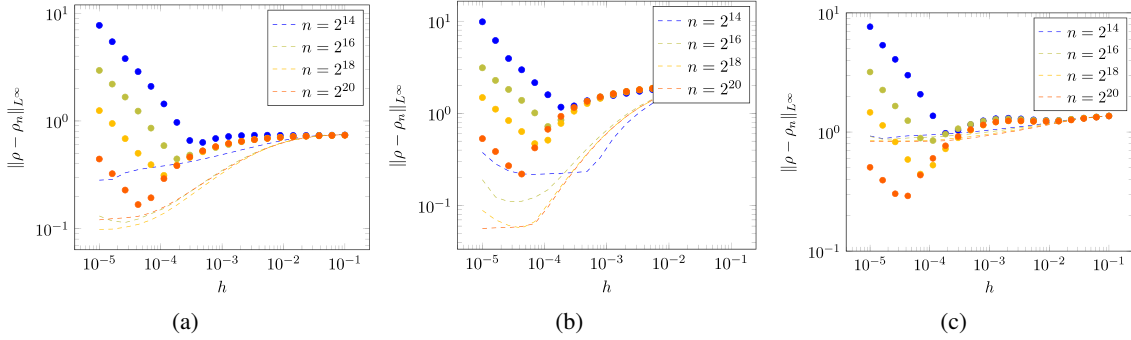 10^1
10^0
10^{-1}
‖ρ − ρ_n‖_{L^∞}
10^{-5} 10^{-4} 10^{-3} 10^{-2} 10^{-1}
h
n = 2^{14}
n = 2^{16}
n = 2^{18}
n = 2^{20}
(a)
10^1
10^0
10^{-1}
‖ρ − ρ_n‖_{L^∞}
10^{-5} 10^{-4} 10^{-3} 10^{-2} 10^{-1}
h
n = 2^{14}
n = 2^{16}
n = 2^{18}
n = 2^{20}
(b)
10^1
10^0
10^{-1}
‖ρ − ρ_n‖_{L^∞}
10^{-5} 10^{-4} 10^{-3} 10^{-2} 10^{-1}
h
n = 2^{14}
n = 2^{16}
n = 2^{18}
n = 2^{20}
(c)